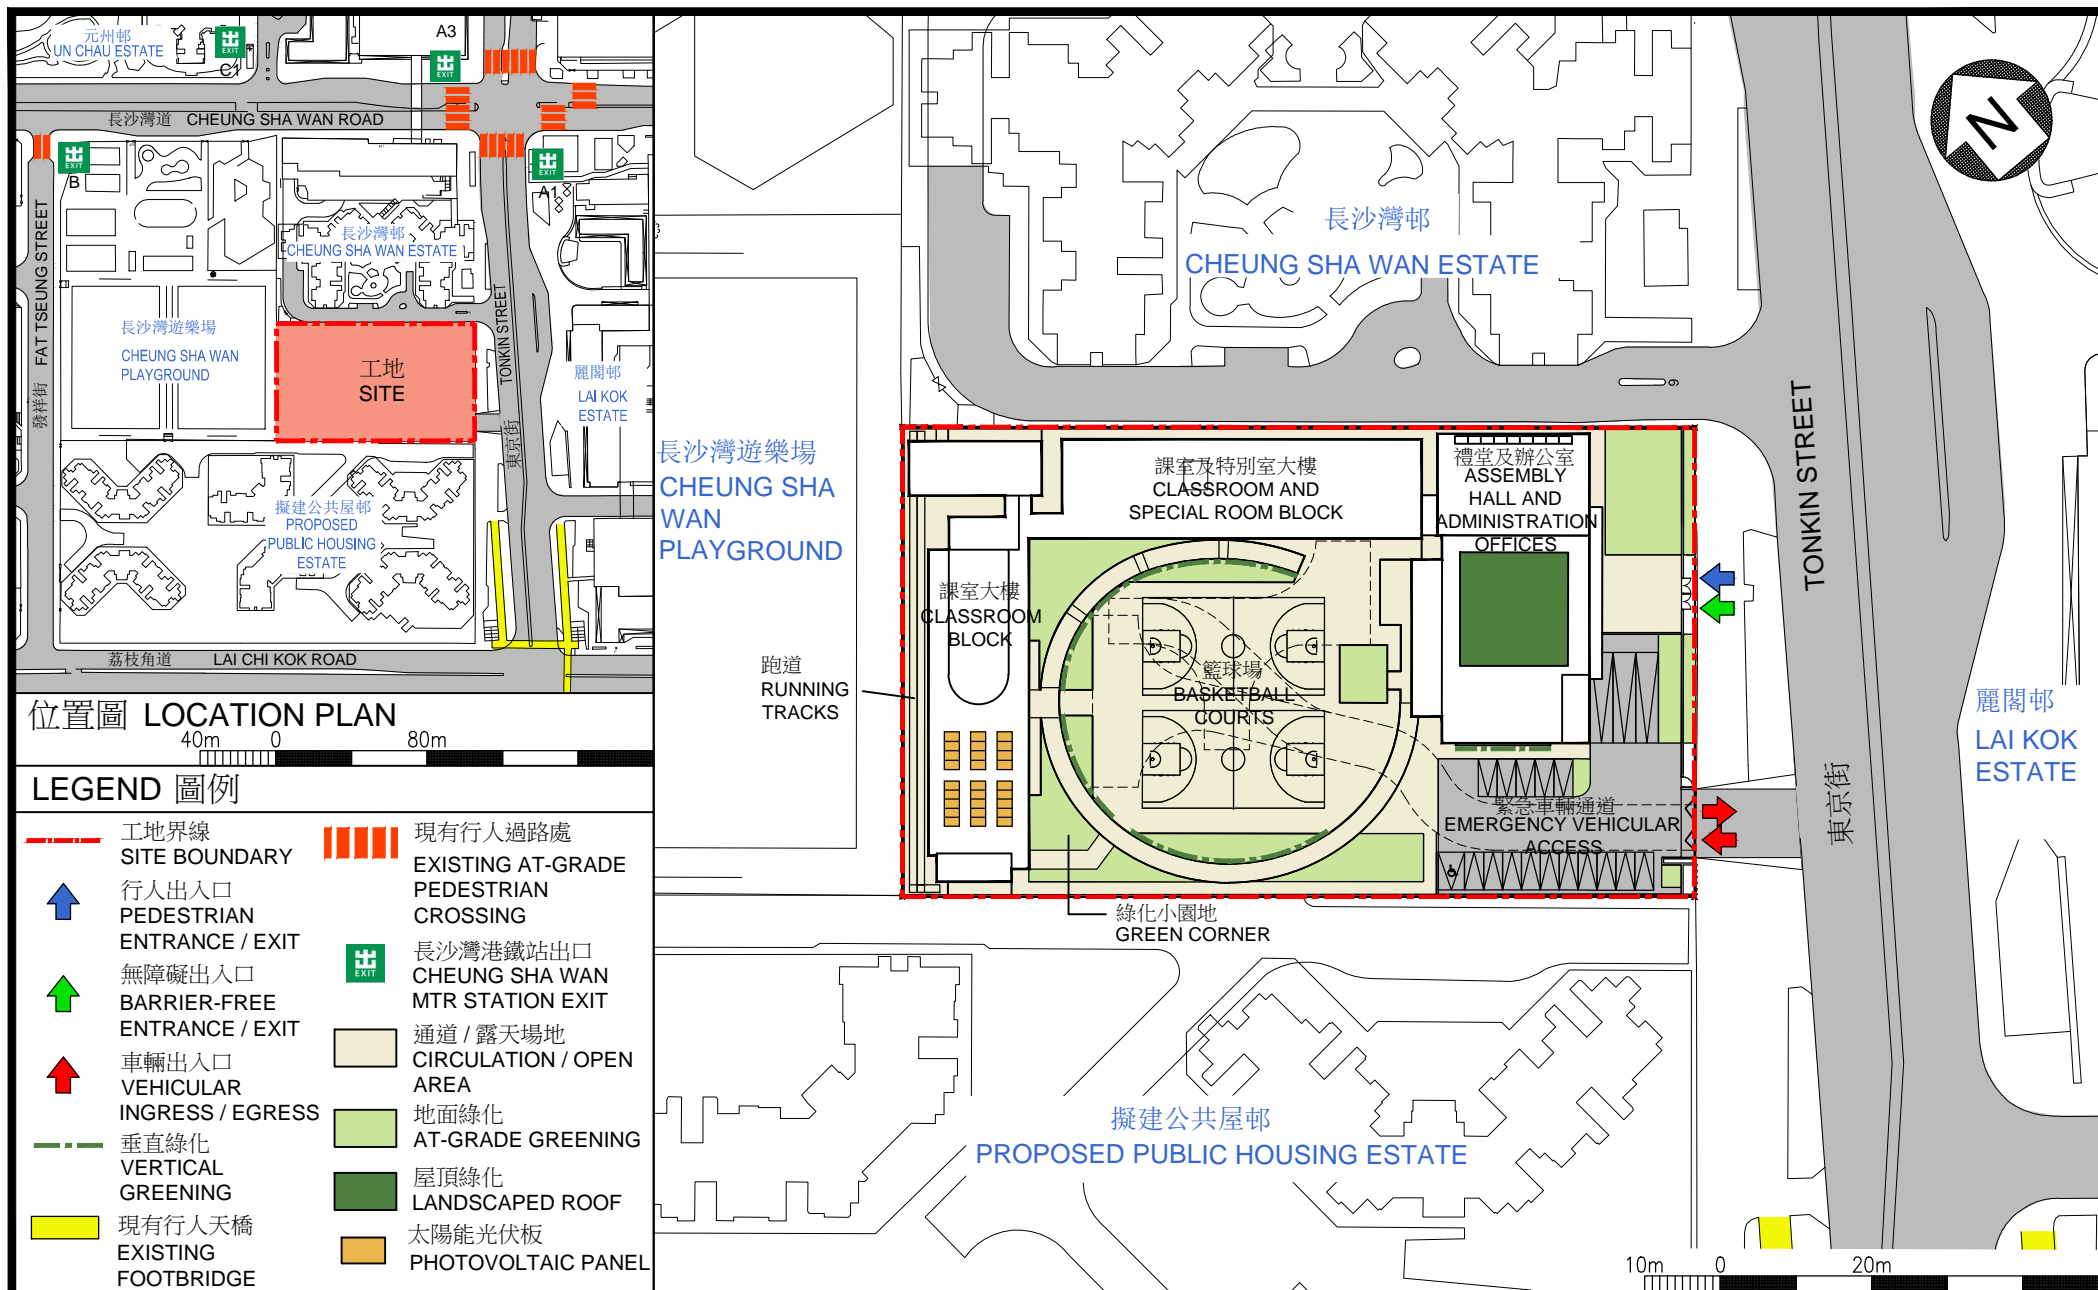 元州邨
UN CHAU ESTATE
出
EXIT
C1
A3
出
EXIT
長沙灣道 CHEUNG SHA WAN ROAD
出
EXIT
B
出
EXIT
A1
發祥街 FAT TSEUNG STREET
長沙灣邨
CHEUNG SHA WAN ESTATE
TONKIN STREET
東京街
長沙灣遊樂場
CHEUNG SHA WAN
PLAYGROUND
工地
SITE
麗閣邨
LAI KOK
ESTATE
擬建公共屋邨
PROPOSED
PUBLIC HOUSING
ESTATE
荔枝角道 LAI CHI KOK ROAD
位置圖 LOCATION PLAN
40m 0 80m
LEGEND 圖例
工地界線
SITE BOUNDARY
行人出入口
PEDESTRIAN
ENTRANCE / EXIT
無障礙出入口
BARRIER-FREE
ENTRANCE / EXIT
車輛出入口
VEHICULAR
INGRESS / EGRESS
垂直綠化
VERTICAL
GREENING
現有行人天橋
EXISTING
FOOTBRIDGE
現有行人過路處
EXISTING AT-GRADE
PEDESTRIAN
CROSSING
出
EXIT
長沙灣港鐵站出口
CHEUNG SHA WAN
MTR STATION EXIT
通道 / 露天場地
CIRCULATION / OPEN
AREA
地面綠化
AT-GRADE GREENING
屋頂綠化
LANDSCAPED ROOF
太陽能光伏板
PHOTOVOLTAIC PANEL
N
長沙灣邨
CHEUNG SHA WAN ESTATE
TONKIN STREET
東京街
長沙灣遊樂場
CHEUNG SHA
WAN
PLAYGROUND
課室及特別室大樓
CLASSROOM AND
SPECIAL ROOM BLOCK
禮堂及辦公室
ASSEMBLY
HALL AND
ADMINISTRATION
OFFICES
課室大樓
CLASSROOM
BLOCK
跑道
RUNNING
TRACKS
籃球場
BASKETBALL
COURTS
緊急車輛通道
EMERGENCY VEHICULAR
ACCESS
綠化小園地
GREEN CORNER
麗閣邨
LAI KOK
ESTATE
擬建公共屋邨
PROPOSED PUBLIC HOUSING ESTATE
10m 0 20m